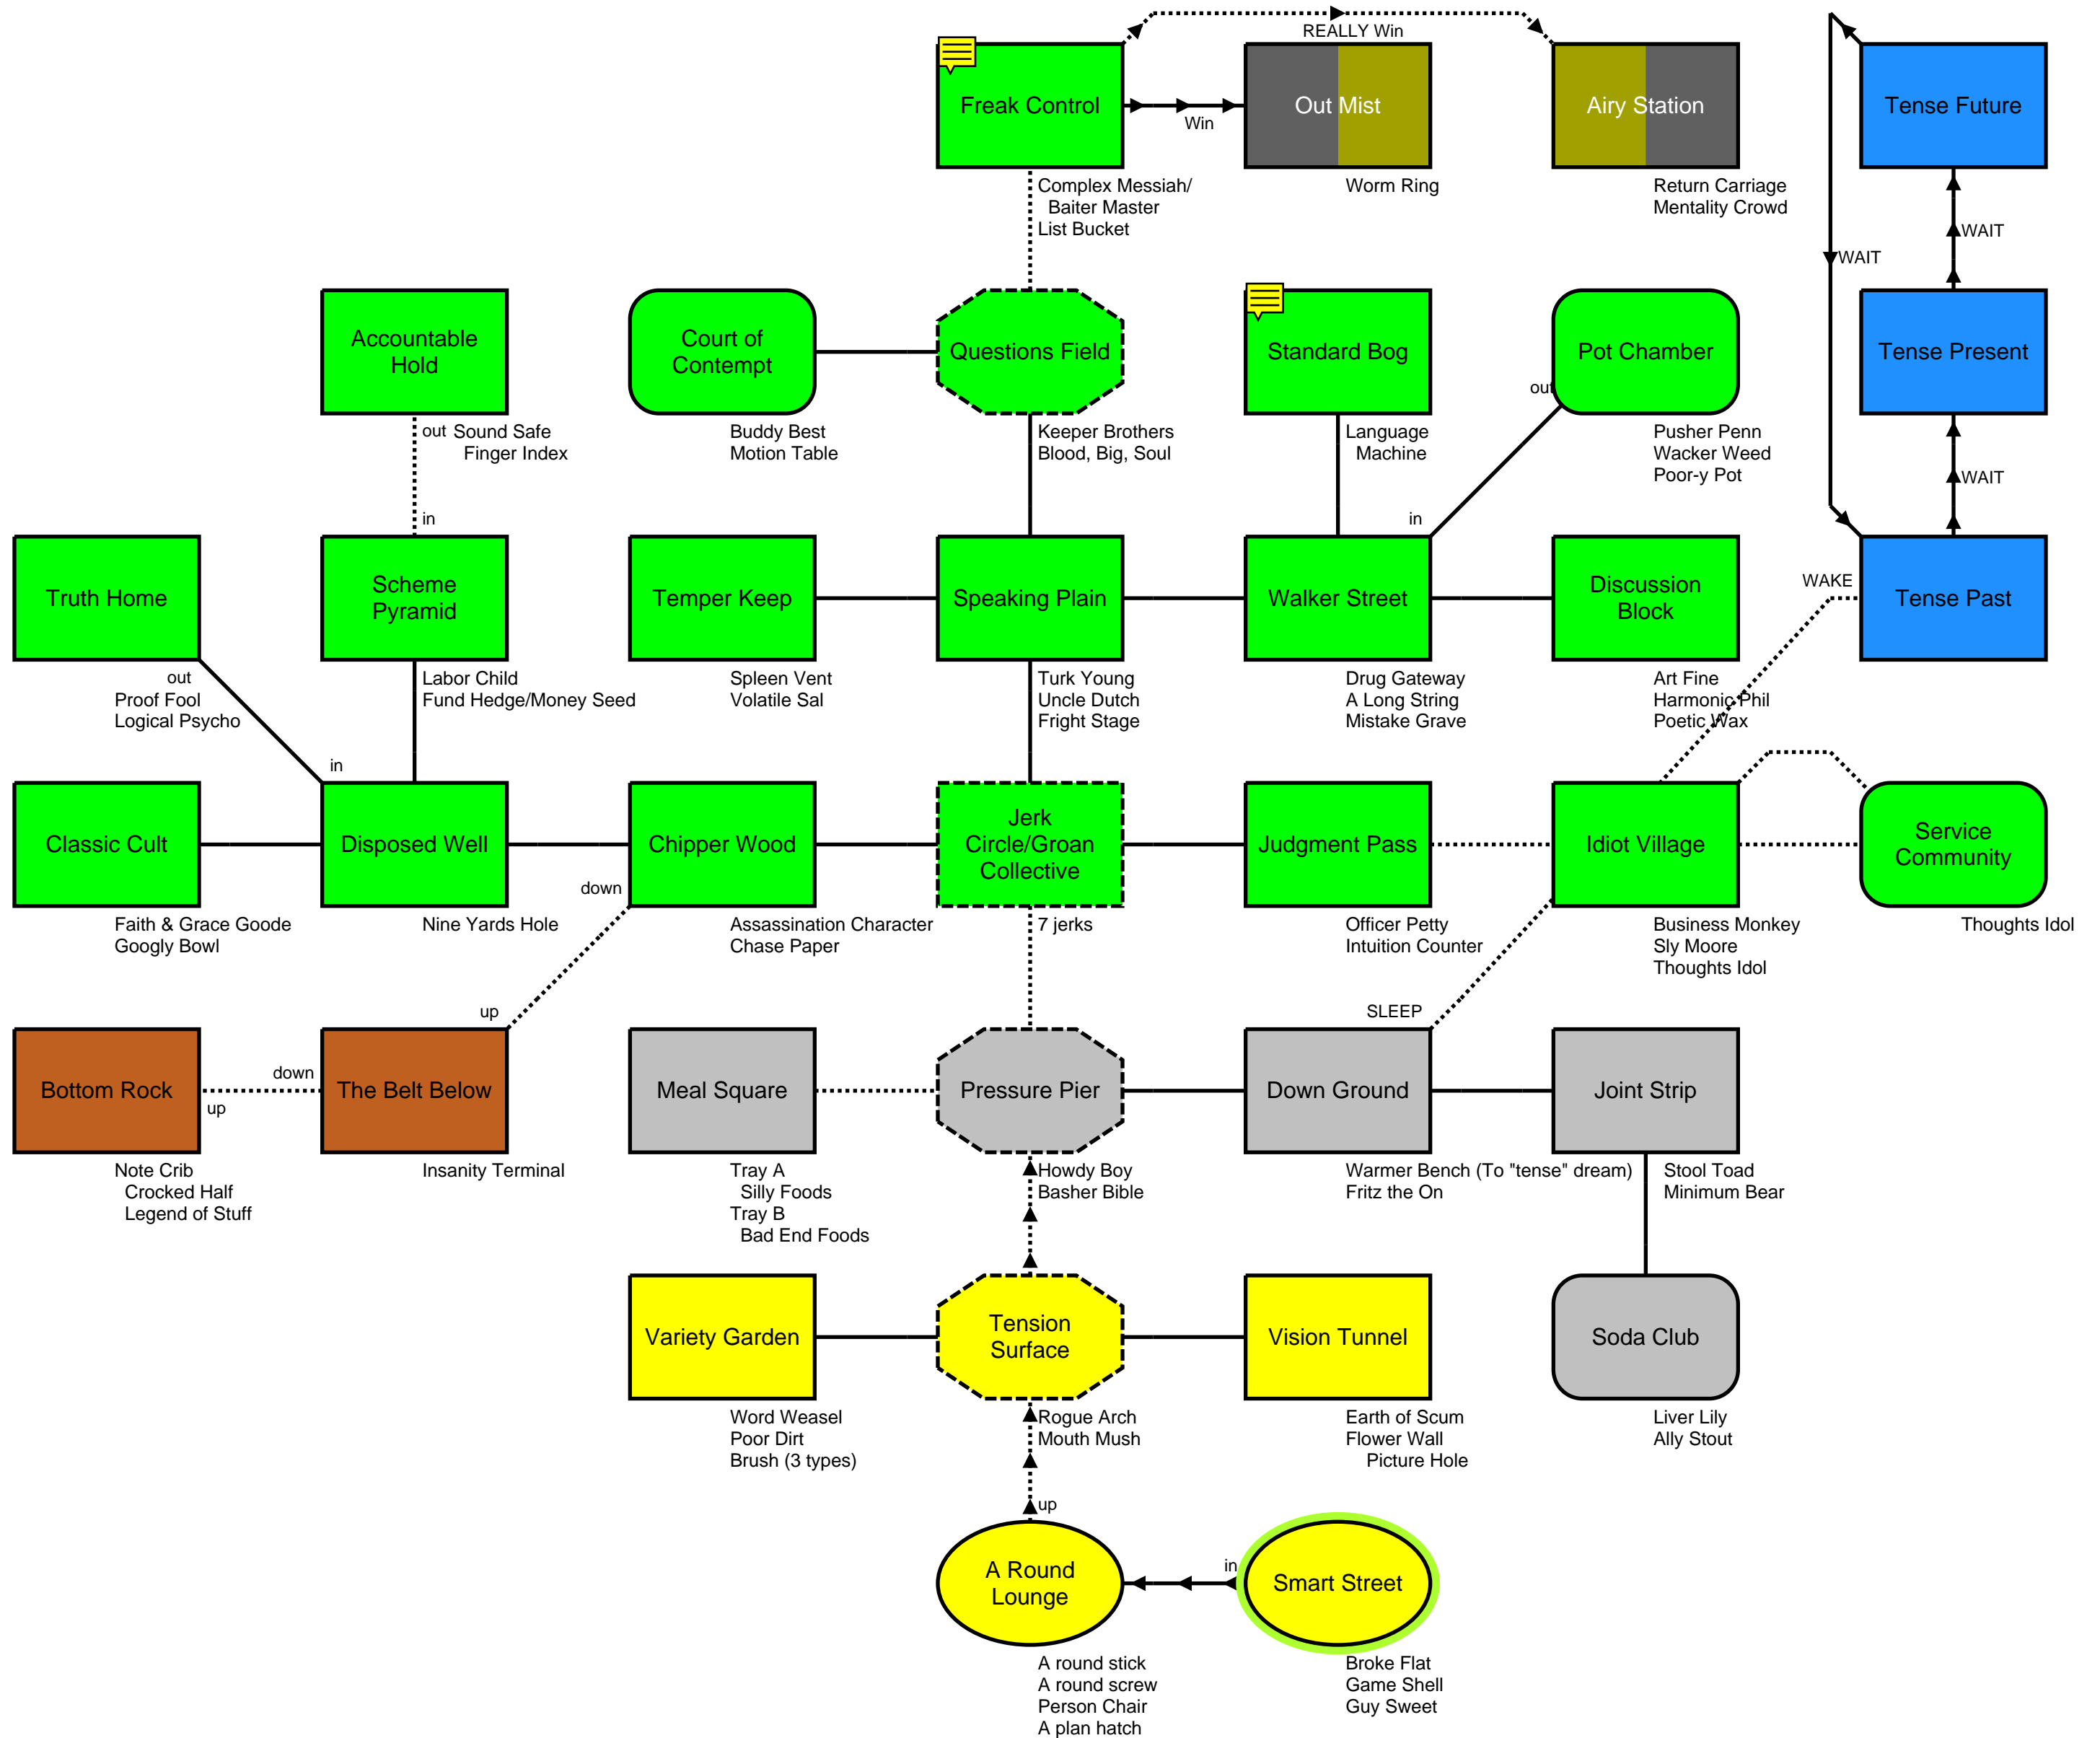 REALLY Win
Freak Control
Out Mist
Airy Station
Tense Future
Win
Complex Messiah/
Baiter Master
List Bucket
Worm Ring
Return Carriage
Mentality Crowd
WAIT
WAIT
Accountable
Hold
Court of
Contempt
Questions Field
Standard Bog
Pot Chamber
Tense Present
out
out
Sound Safe
Finger Index
Buddy Best
Motion Table
Keeper Brothers
Blood, Big, Soul
Language
Machine
Pusher Penn
Wacker Weed
Poor-y Pot
WAIT
in
in
Truth Home
Scheme
Pyramid
Temper Keep
Speaking Plain
Walker Street
Discussion
Block
WAKE
Tense Past
out
Proof Fool
Logical Psycho
Labor Child
Fund Hedge/Money Seed
Spleen Vent
Volatile Sal
Turk Young
Uncle Dutch
Fright Stage
Drug Gateway
A Long String
Mistake Grave
Art Fine
Harmonic Phil
Poetic Wax
in
Classic Cult
Disposed Well
Chipper Wood
Jerk
Circle/Groan
Collective
Judgment Pass
Idiot Village
Service
Community
down
Faith & Grace Goode
Googly Bowl
Nine Yards Hole
Assassination Character
Chase Paper
7 jerks
Officer Petty
Intuition Counter
Business Monkey
Sly Moore
Thoughts Idol
Thoughts Idol
up
SLEEP
Bottom Rock
down
up
The Belt Below
Meal Square
Pressure Pier
Down Ground
Joint Strip
Note Crib
Crocked Half
Legend of Stuff
Insanity Terminal
Tray A
Silly Foods
Tray B
Bad End Foods
Howdy Boy
Basher Bible
Warmer Bench (To "tense" dream)
Fritz the On
Stool Toad
Minimum Bear
Variety Garden
Tension
Surface
Vision Tunnel
Soda Club
Word Weasel
Poor Dirt
Brush (3 types)
Rogue Arch
Mouth Mush
Earth of Scum
Flower Wall
Picture Hole
Liver Lily
Ally Stout
up
A Round
Lounge
in
Smart Street
A round stick
A round screw
Person Chair
A plan hatch
Broke Flat
Game Shell
Guy Sweet